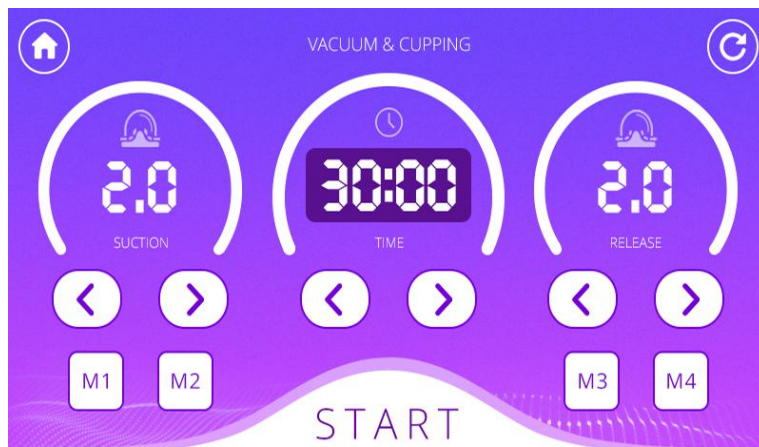 VACUUM & CUPPING
2.0
30:00
2.0
SUCTION
TIME
RELEASE
M1
M2
M3
M4
START